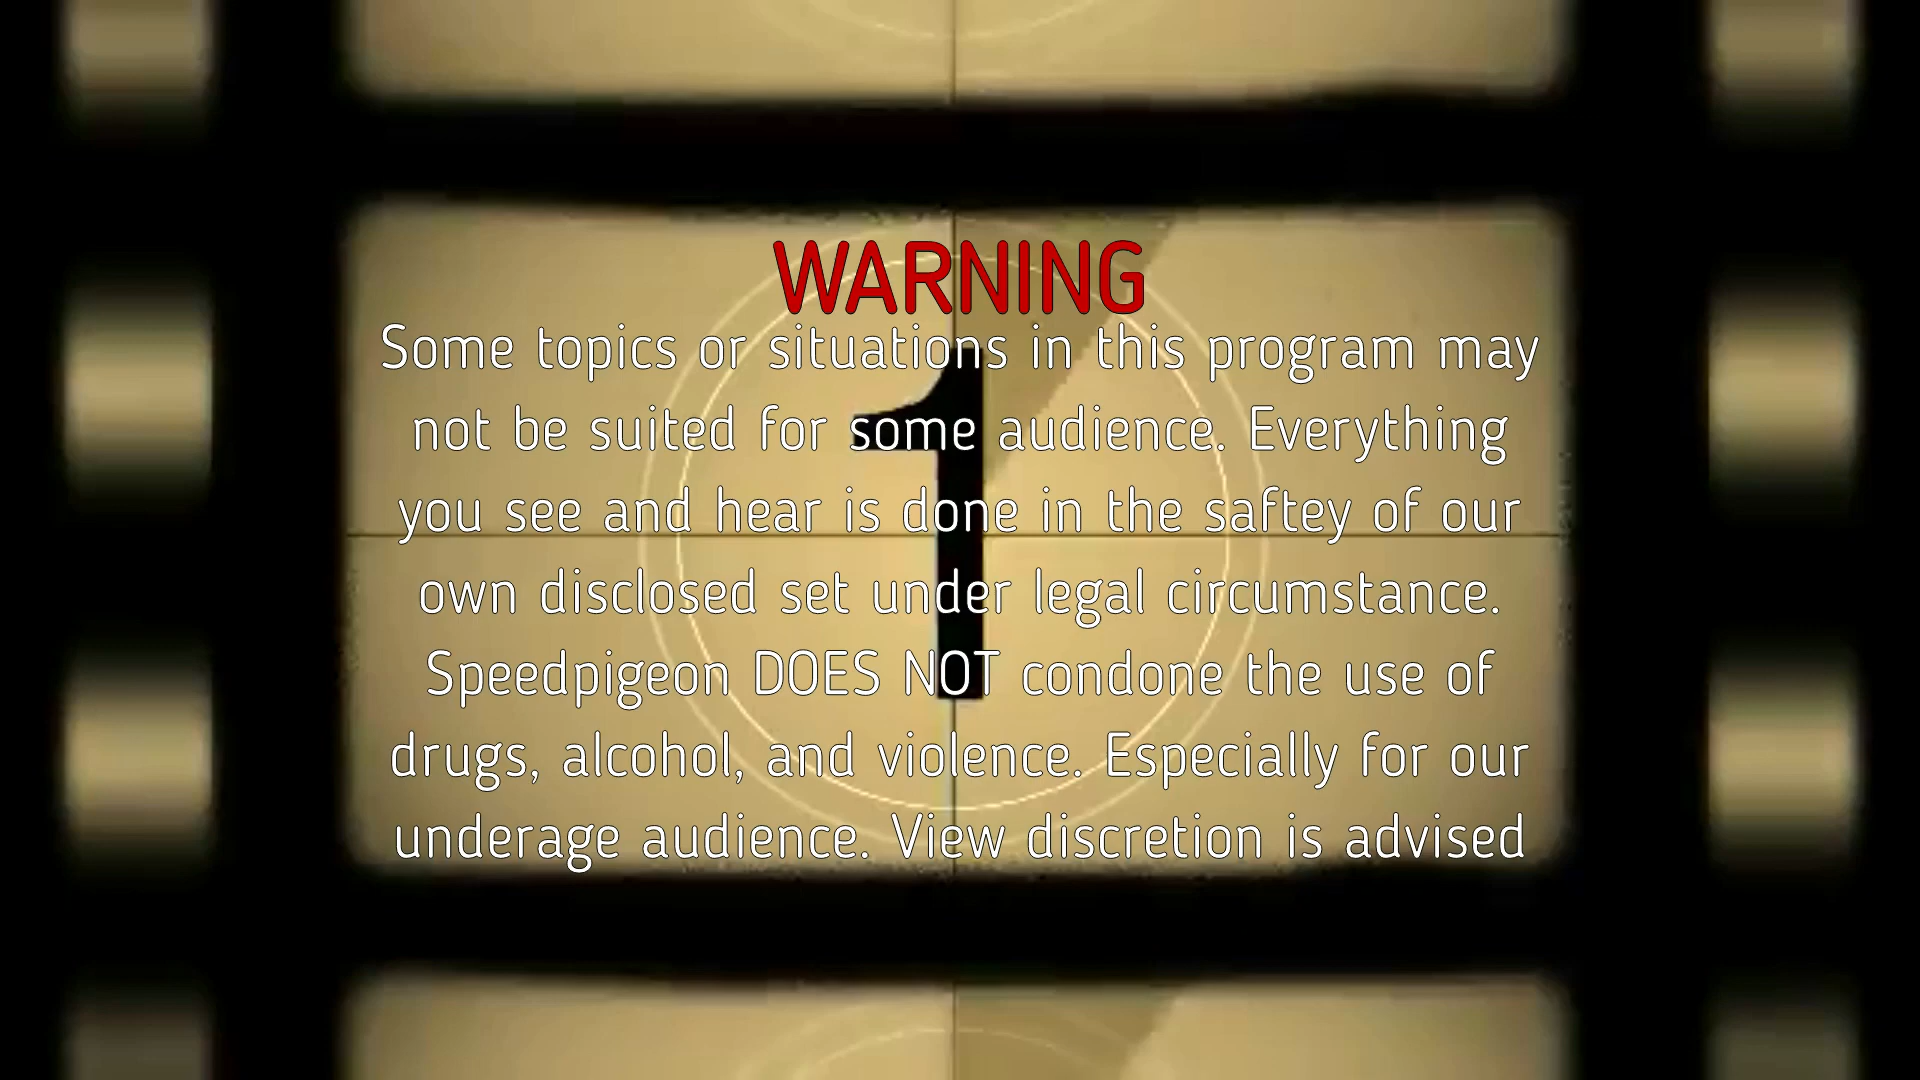 WARNING
Some topics or situations in this program may
not be suited for some audience. Everything
you see and hear is done in the saftey of our
own disclosed set under legal circumstance.
Speedpigeon DOES NOT condone the use of
drugs, alcohol, and violence. Especially for our
underage audience. View discretion is advised
1